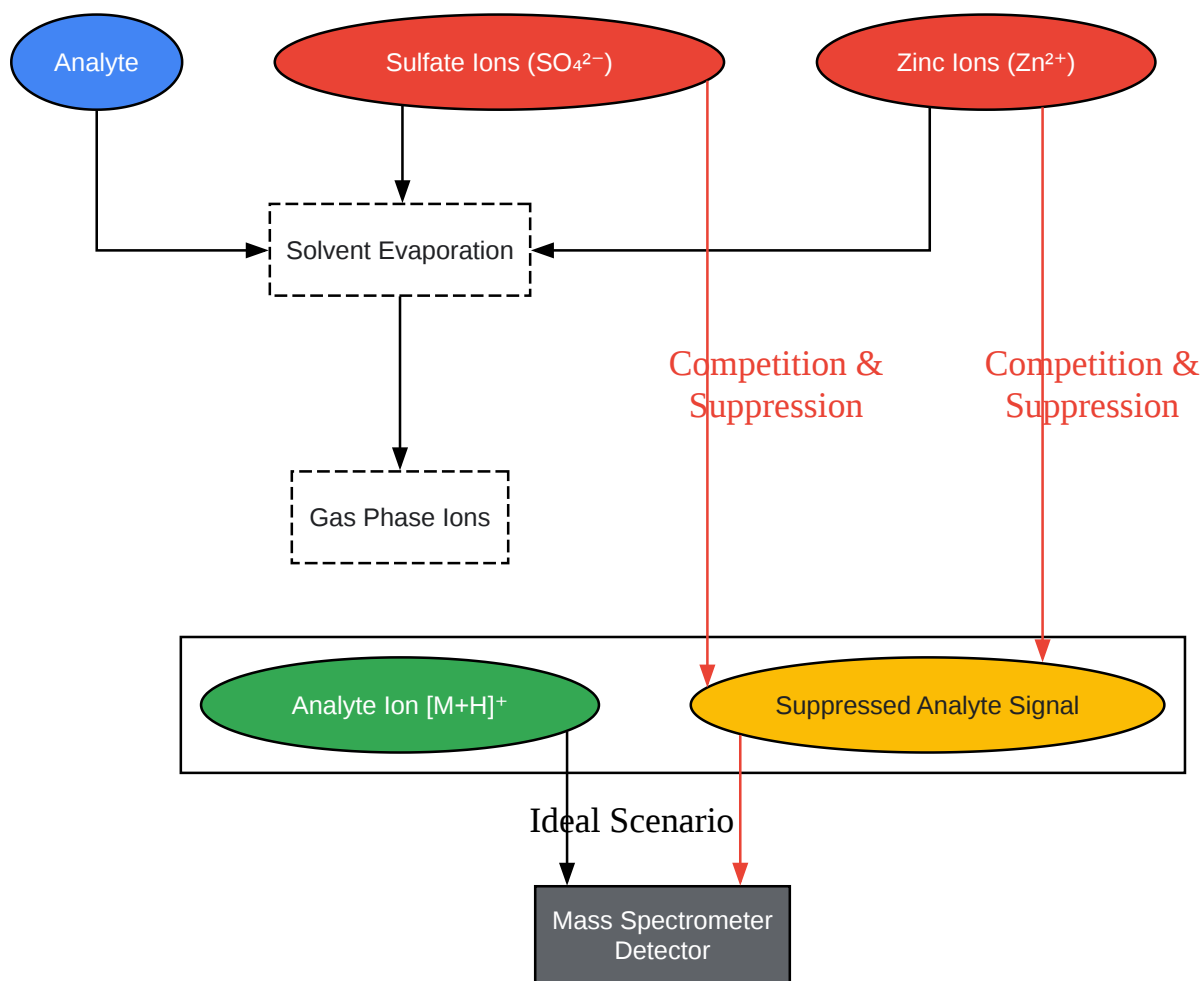 Analyte
Sulfate Ions (SO₄²⁻)
Zinc Ions (Zn²⁺)
Solvent Evaporation
Competition &
Suppression
Competition &
Suppression
Gas Phase Ions
Analyte Ion [M+H]⁺
Suppressed Analyte Signal
Ideal Scenario
Mass Spectrometer
Detector